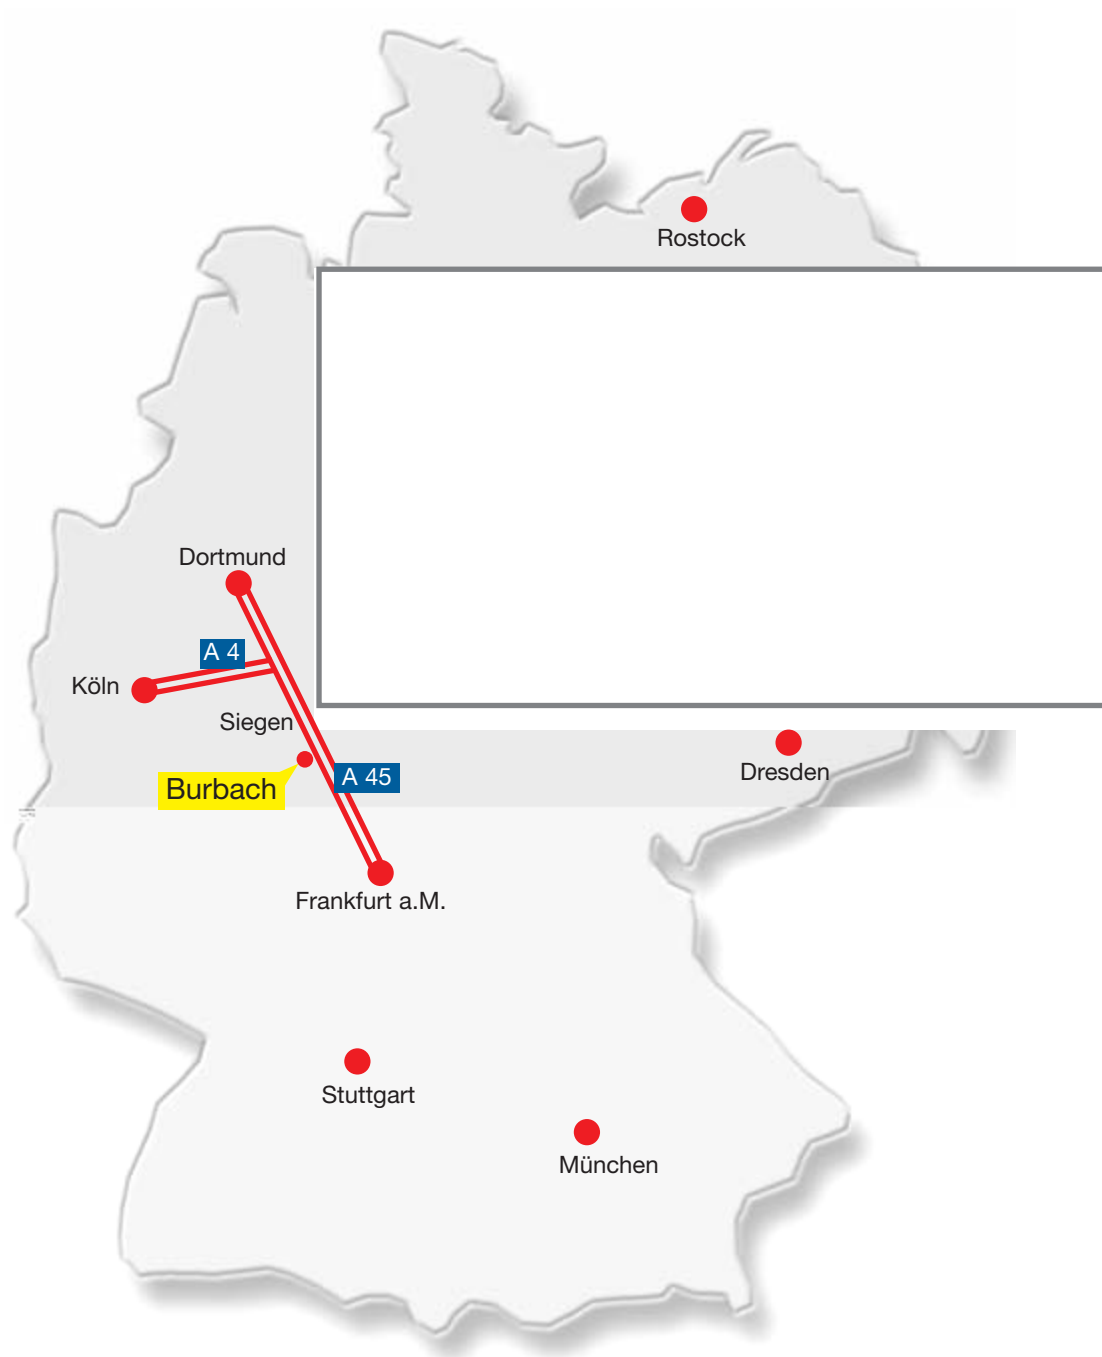 Rostock
Dortmund
A 4
Köln
Siegen
Dresden
A 45
Burbach
Frankfurt a.M.
Stuttgart
München